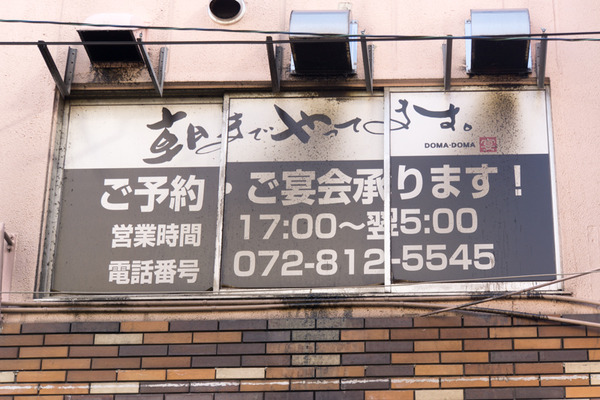 朝までやってます。
DOMA-DOMA 宴
ご予約・ご宴会承ります！
営業時間 17:00～翌5:00
電話番号 072-812-5545